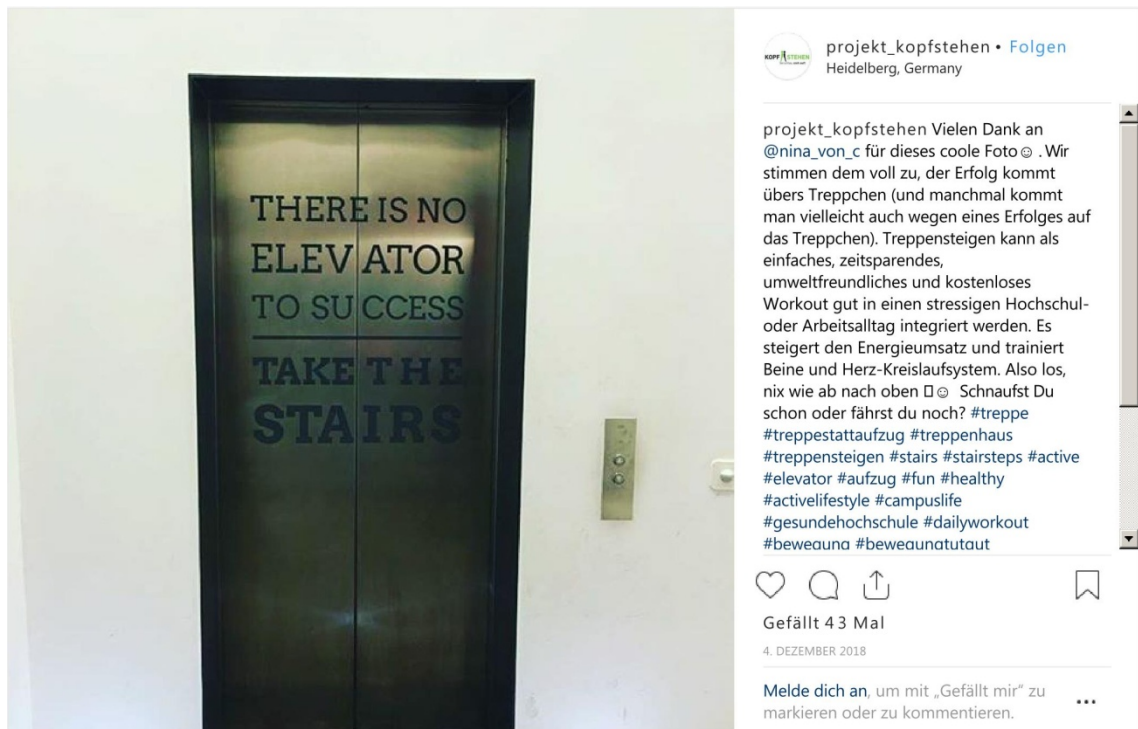 THERE IS NO
ELEVATOR
TO SUCCESS
TAKE THE
STAIRS
KOPF STEHEN
projekt_kopfstehen • Folgen
Heidelberg, Germany
projekt_kopfstehen Vielen Dank an
@nina_von_c für dieses coole Foto☺ . Wir
stimmen dem voll zu, der Erfolg kommt
übers Treppchen (und manchmal kommt
man vielleicht auch wegen eines Erfolges auf
das Treppchen). Treppensteigen kann als
einfaches, zeitsparendes,
umweltfreundliches und kostenloses
Workout gut in einen stressigen Hochschul-
oder Arbeitsalltag integriert werden. Es
steigert den Energieumsatz und trainiert
Beine und Herz-Kreislaufsystem. Also los,
nix wie ab nach oben ▯☺ Schnaufst Du
schon oder fährst du noch? #treppe
#treppestattaufzug #treppenhaus
#treppensteigen #stairs #stairsteps #active
#elevator #aufzug #fun #healthy
#activelifestyle #campuslife
#gesundehochschule #dailyworkout
#bewegung #bewegungtutgut
Gefällt 43 Mal
4. DEZEMBER 2018
Melde dich an, um mit „Gefällt mir“ zu
markieren oder zu kommentieren.